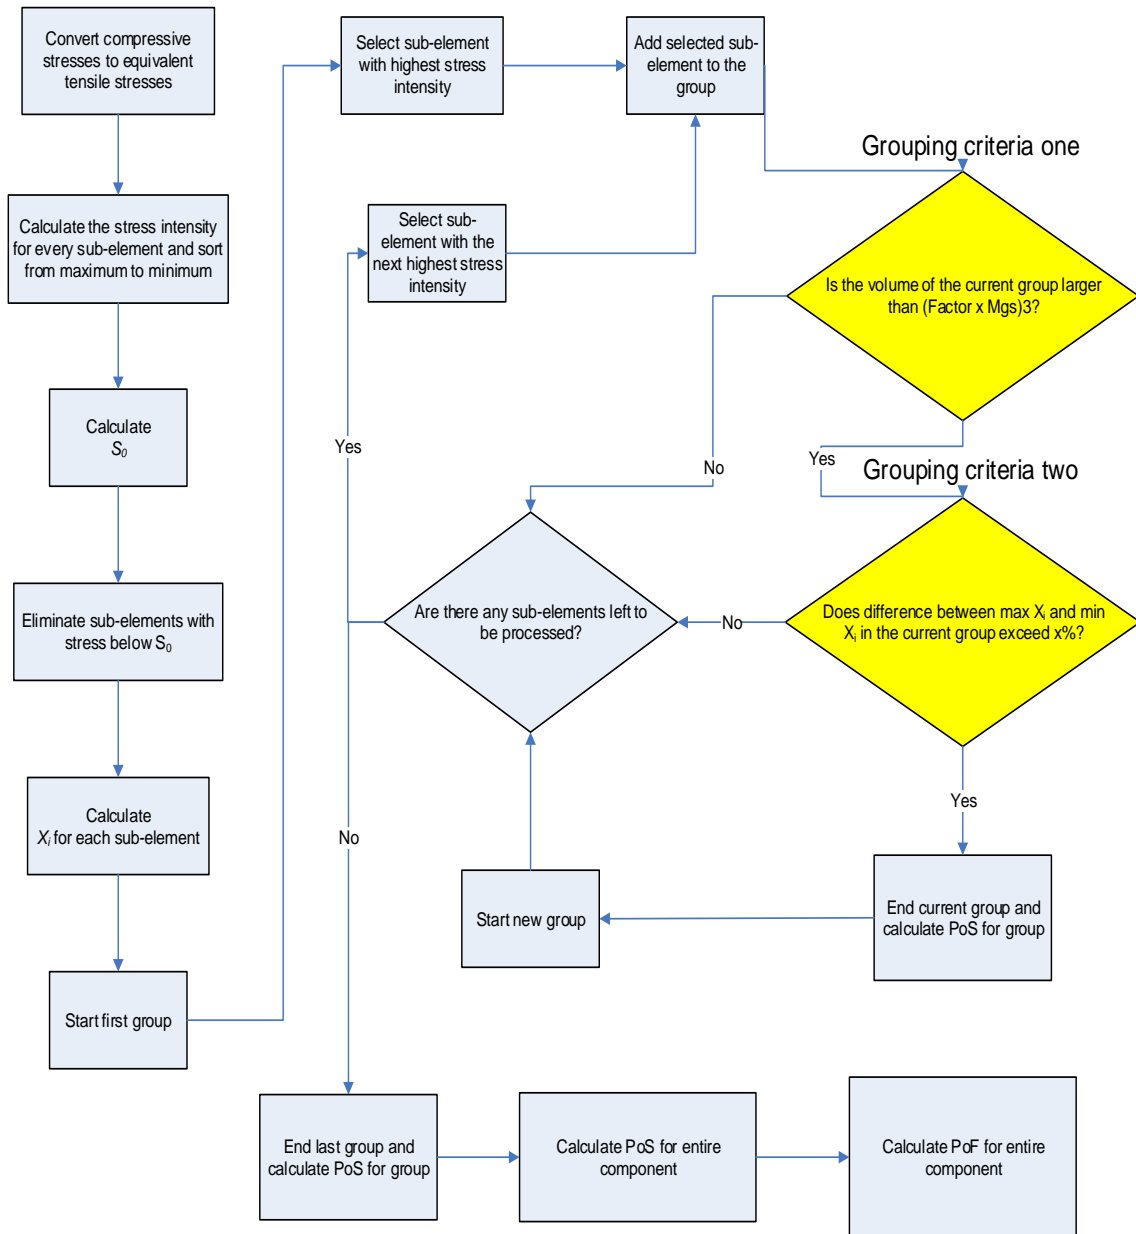 Convert compressive
stresses to equivalent
tensile stresses
Calculate the stress intensity
for every sub-element and sort
from maximum to minimum
Calculate
S₀
Eliminate sub-elements with
stress below S₀
Calculate
Xᵢ for each sub-element
Start first group
Select sub-element
with highest stress
intensity
Add selected sub-
element to the
group
Select sub-
element with the
next highest stress
intensity
Grouping criteria one
Is the volume of the current group larger
than (Factor x Mgs)3?
Yes
No
Yes
Grouping criteria two
Are there any sub-elements left to
be processed?
No
Does difference between max Xᵢ and min
Xᵢ in the current group exceed x%?
Yes
No
Start new group
End current group and
calculate PoS for group
End last group and
calculate PoS for group
Calculate PoS for entire
component
Calculate PoF for entire
component